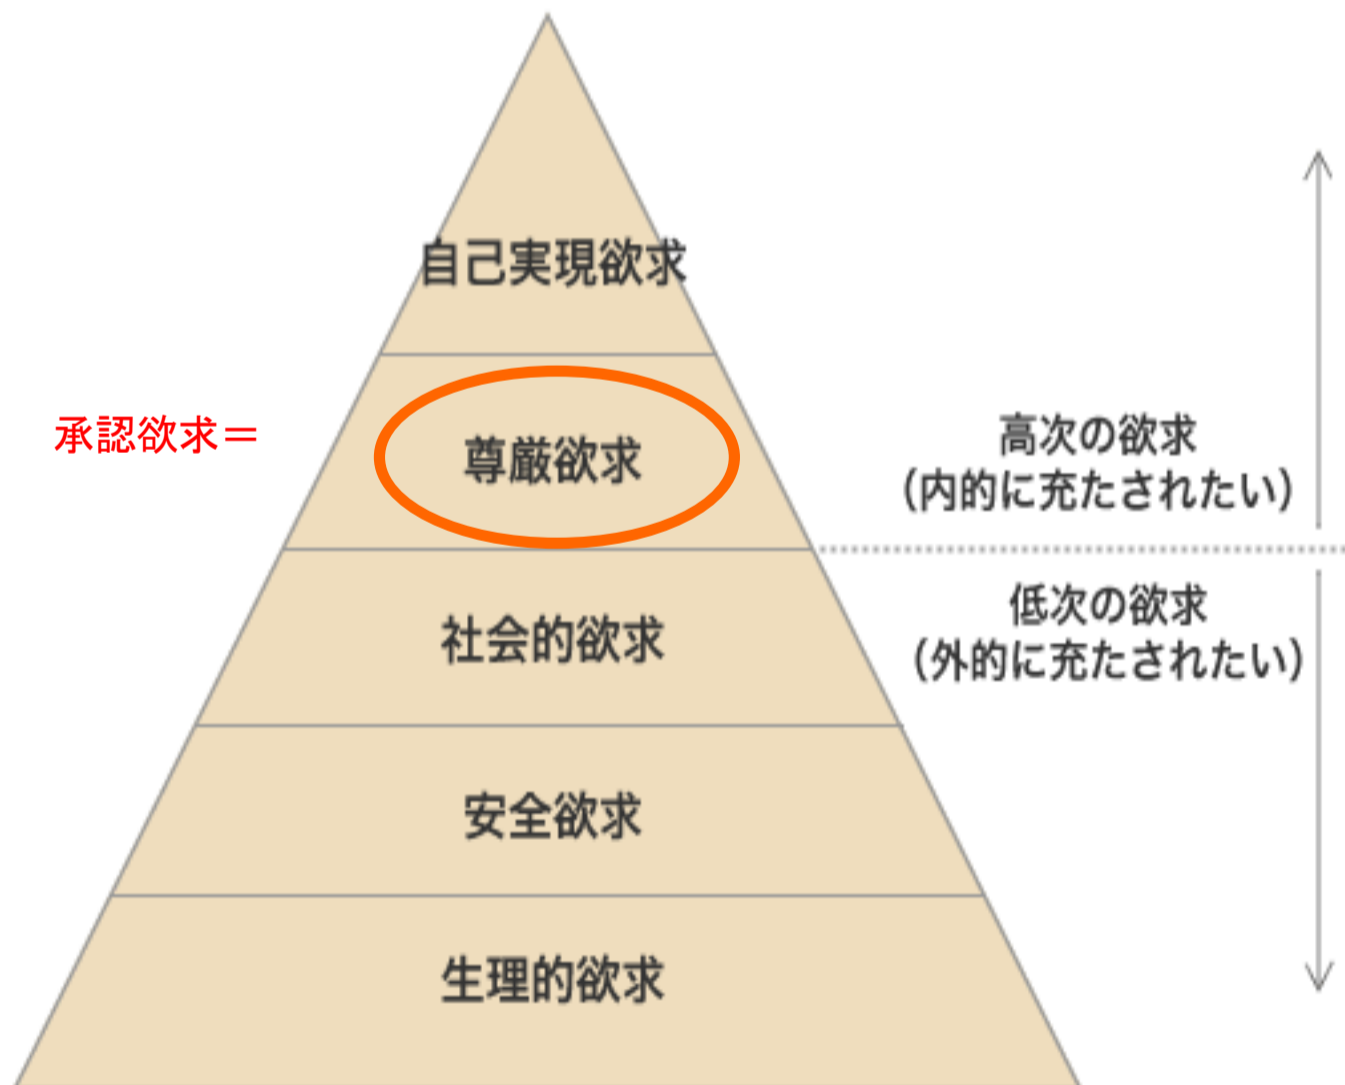 自己実現欲求
承認欲求＝
尊厳欲求
高次の欲求
（内的に充たされたい）
低次の欲求
（外的に充たされたい）
社会的欲求
安全欲求
生理的欲求